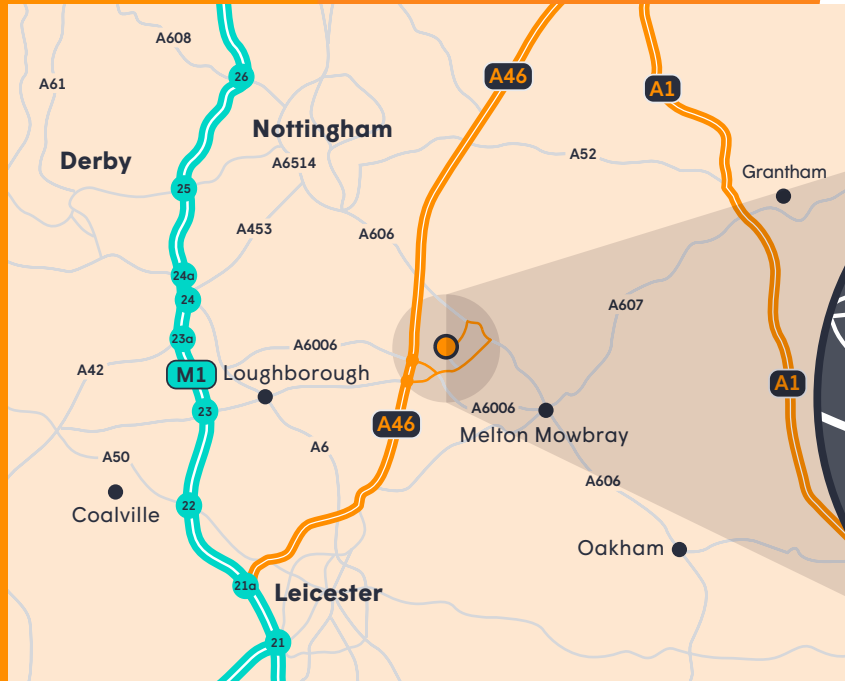 A608
A46
26
A61
A1
Nottingham
Derby
A6514
A52
Grantham
25
A453
A606
24a
24
A607
23a
A6006
A42
M1
Loughborough
A1
23
A6006
A46
Melton Mowbray
A6
A50
A606
22
Coalville
Oakham
21a
Leicester
21